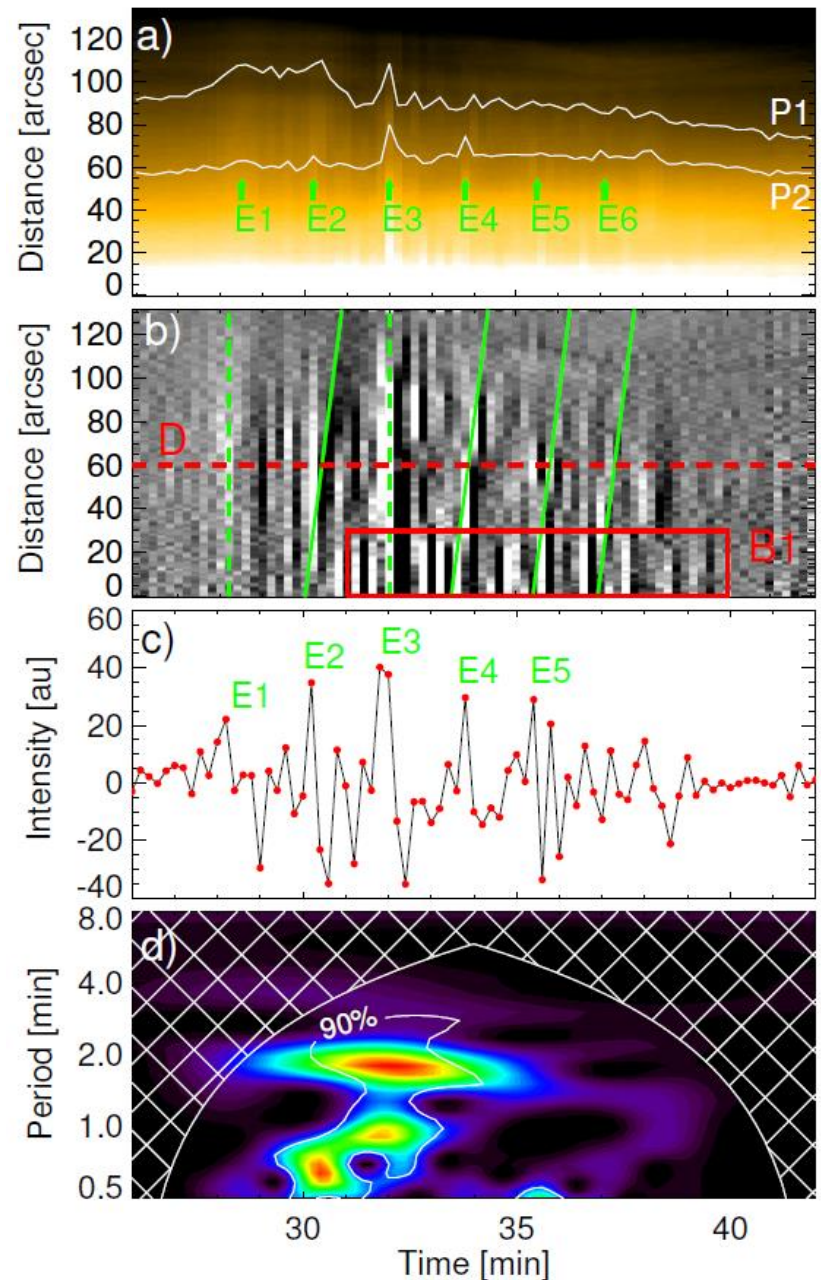 a)
Distance [arcsec]
120
100
80
60
40
20
0
P1
P2
E1 E2 E3 E4 E5 E6
b)
Distance [arcsec]
120
100
80
60
40
20
0
D
B1
c)
Intensity [au]
60
40
20
0
-20
-40
E1 E2 E3 E4 E5
d)
Period [min]
8.0
4.0
2.0
1.0
0.5
90%
30 35 40
Time [min]